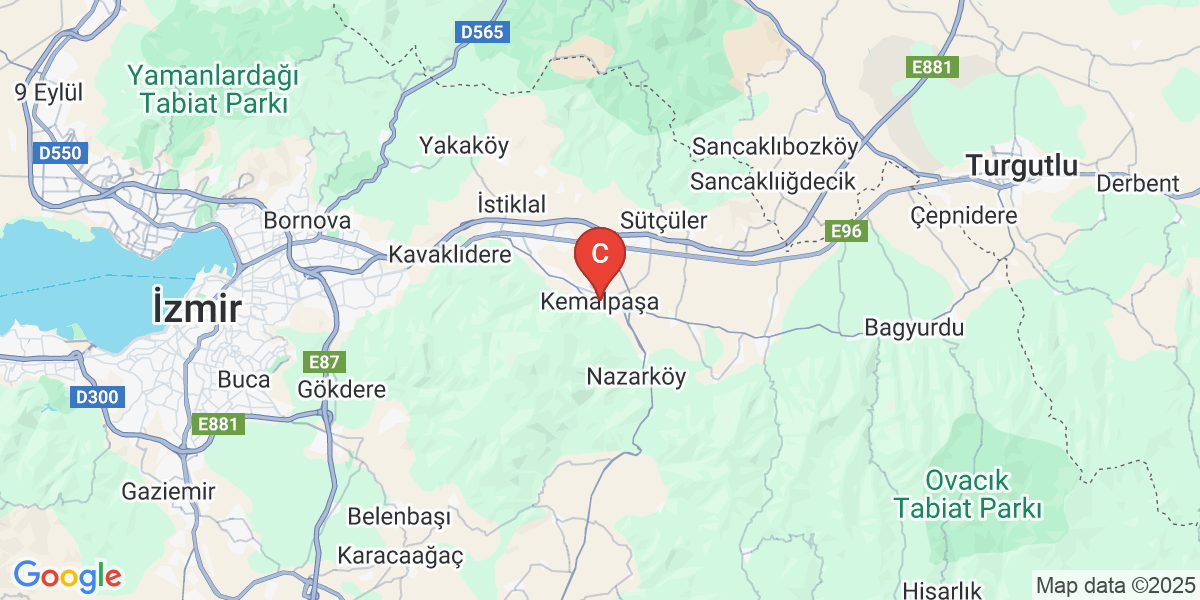 D565
E881
Yamanlardağı
Tabiat Parkı
9 Eylül
D550
Yakaköy
Sancaklıbozköy
Turgutlu
Sancaklıiğdecik
Derbent
İstiklal
Bornova
Sütçüler
Çepnidere
E96
Kavaklıdere
C
İzmir
Kemalpaşa
Bagyurdu
E87
Buca
Gökdere
Nazarköy
D300
E881
Ovacık
Tabiat Parkı
Gaziemir
Belenbaşı
Karacaağaç
Google
Hisarlık
Map data ©2025